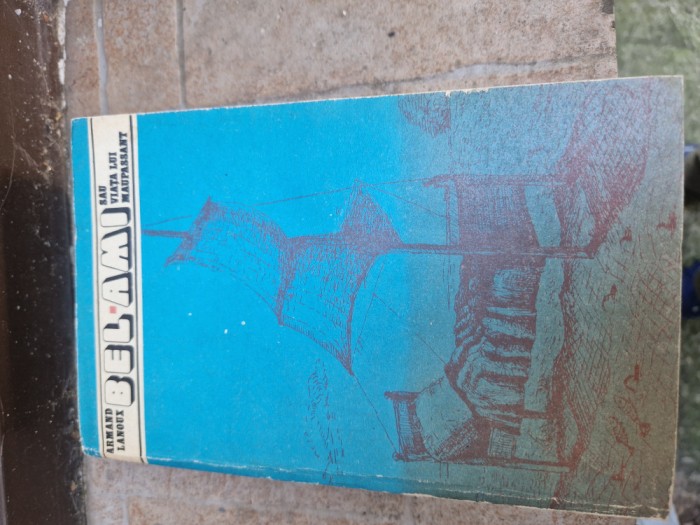 ARMAND
LANOUX
BEL-AMI
SAU
VIAȚA LUI
MAUPASSANT